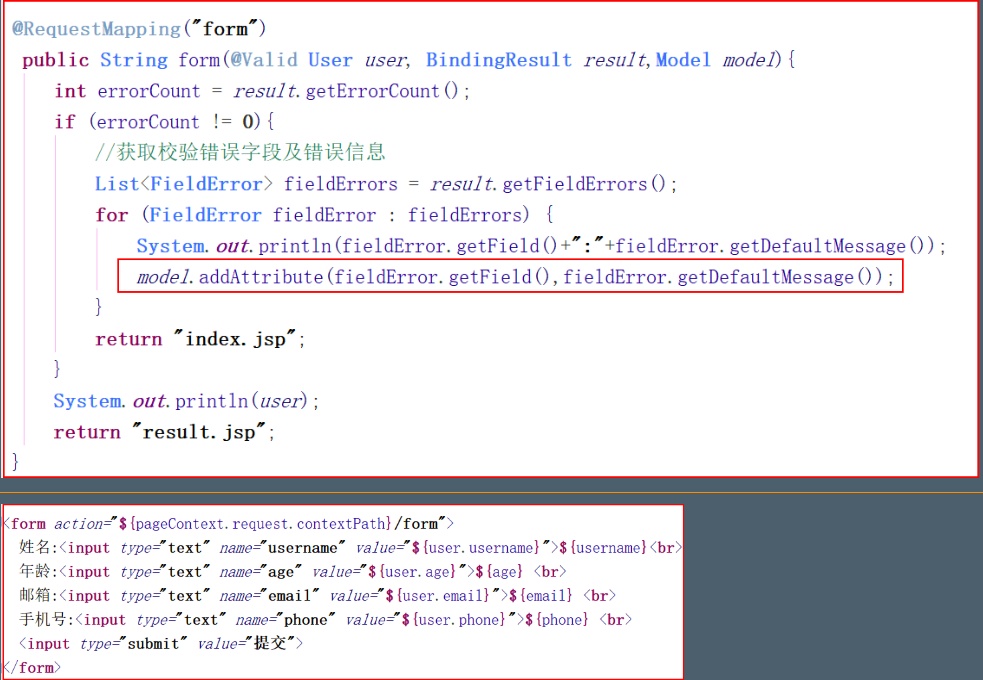 @RequestMapping("form")
public String form(@Valid User user, BindingResult result,Model model){
int errorCount = result.getErrorCount();
if (errorCount != 0){
//获取校验错误字段及错误信息
List<FieldError> fieldErrors = result.getFieldErrors();
for (FieldError fieldError : fieldErrors) {
System.out.println(fieldError.getField()+":"+fieldError.getDefaultMessage());
model.addAttribute(fieldError.getField(),fieldError.getDefaultMessage());
}
return "index.jsp";
}
System.out.println(user);
return "result.jsp";
}
<form action="${pageContext.request.contextPath}/form">
姓名:<input type="text" name="username" value="${user.username}">${username}<br>
年龄:<input type="text" name="age" value="${user.age}">${age} <br>
邮箱:<input type="text" name="email" value="${user.email}">${email} <br>
手机号:<input type="text" name="phone" value="${user.phone}">${phone} <br>
<input type="submit" value="提交">
</form>